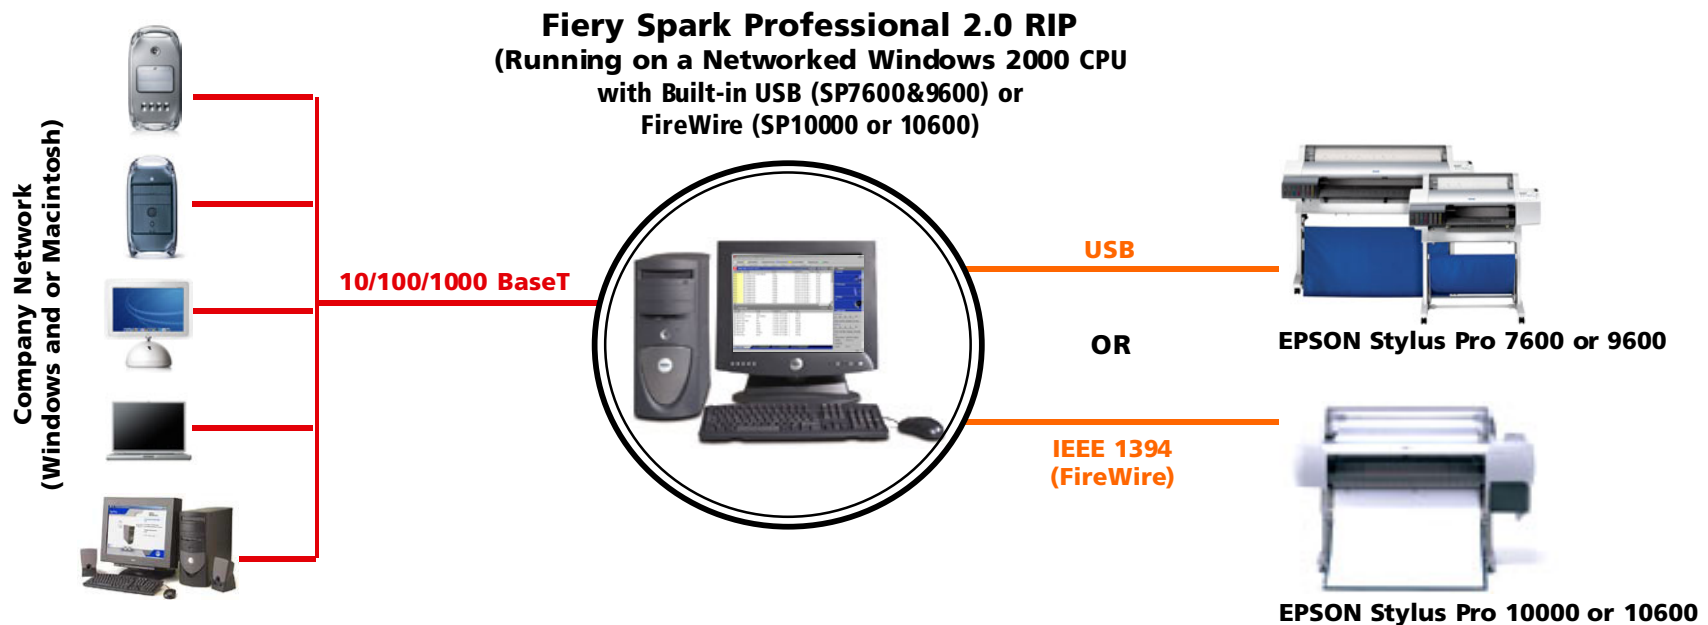 Fiery Spark Professional 2.0 RIP
(Running on a Networked Windows 2000 CPU
with Built-in USB (SP7600&9600) or
FireWire (SP10000 or 10600)
Company Network
(Windows and or Macintosh)
10/100/1000 BaseT
USB
OR
IEEE 1394
(FireWire)
EPSON Stylus Pro 7600 or 9600
EPSON Stylus Pro 10000 or 10600